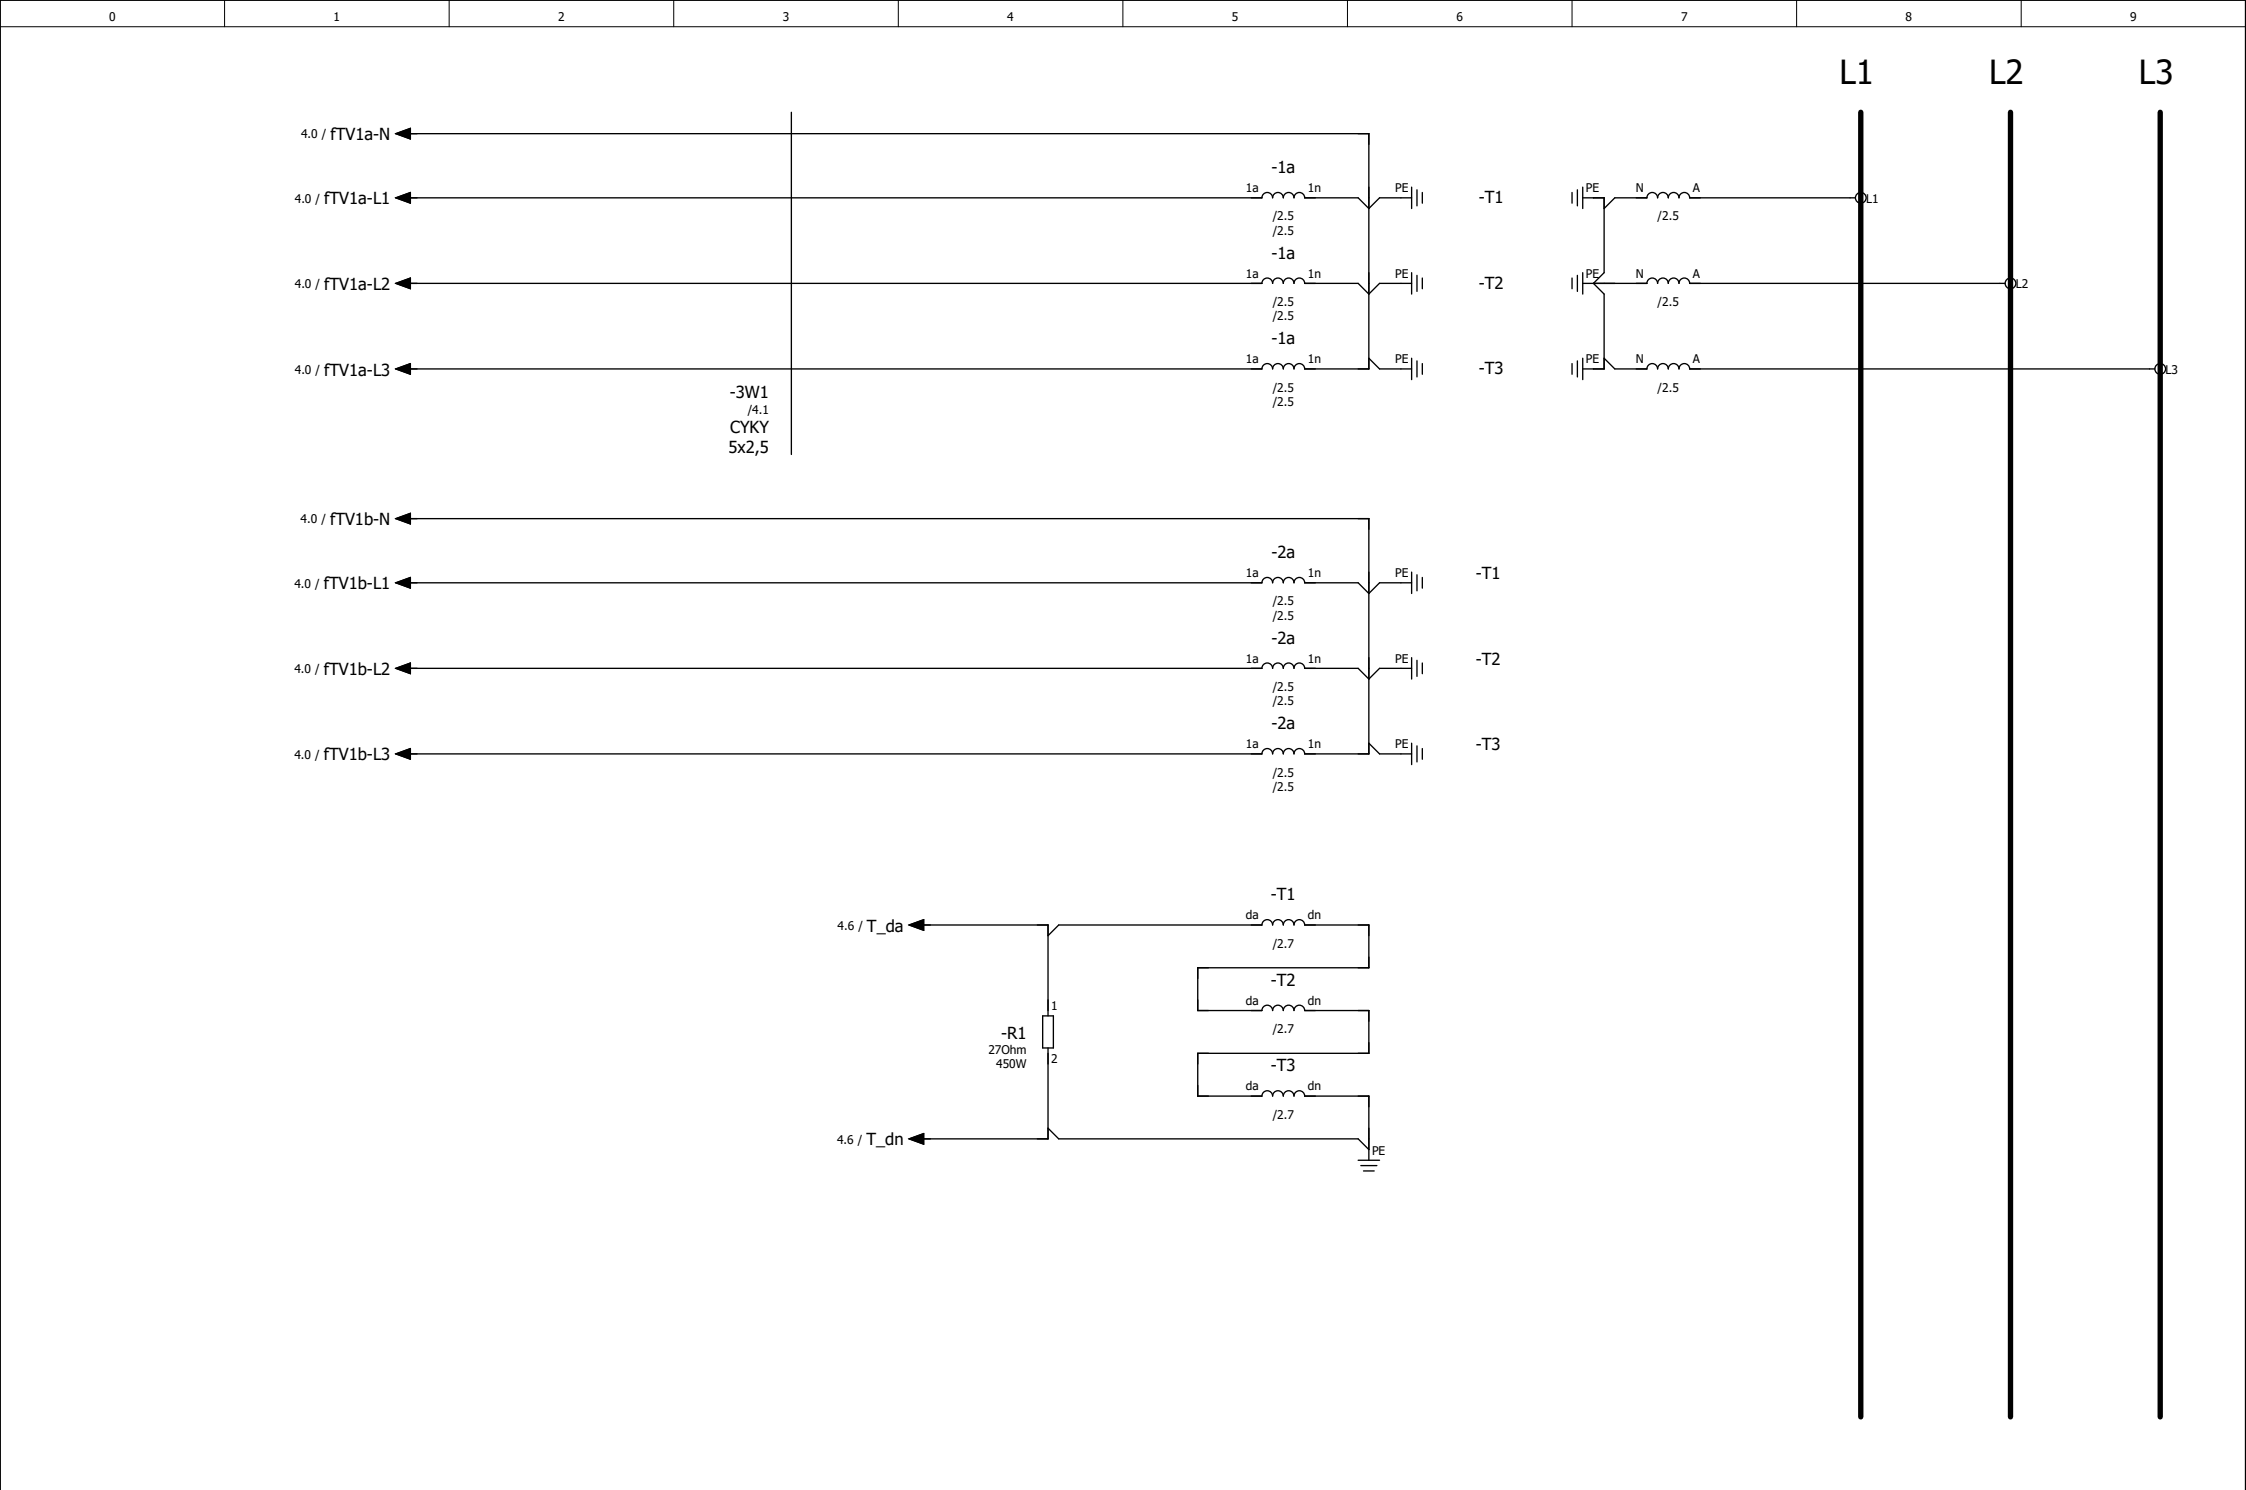 0 1 2 3 4 5 6 7 8 9
L1 L2 L3
4.0 / fTV1a-N
-1a
4.0 / fTV1a-L1 1a 1n PE -T1 PE N A L1
/2.5 /2.5
/2.5
-1a
4.0 / fTV1a-L2 1a 1n PE -T2 PE N A L2
/2.5 /2.5
/2.5
-1a
4.0 / fTV1a-L3 1a 1n PE -T3 PE N A L3
/2.5 /2.5
/2.5
-3W1
/4.1
CYKY
5x2,5
4.0 / fTV1b-N
-2a
4.0 / fTV1b-L1 1a 1n PE -T1
/2.5
/2.5
-2a
4.0 / fTV1b-L2 1a 1n PE -T2
/2.5
/2.5
-2a
4.0 / fTV1b-L3 1a 1n PE -T3
/2.5
/2.5
-T1
4.6 / T_da da dn
/2.7
-T2
da dn
/2.7
1
-R1
27Ohm
450W
2
-T3
da dn
/2.7
4.6 / T_dn
PE